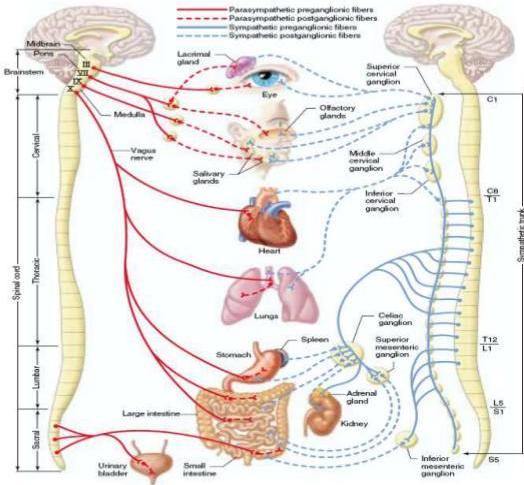 Parasympathetic preganglionic fibers
Parasympathetic postganglionic fibers
Sympathetic preganglionic fibers
Sympathetic postganglionic fibers
Midbrain
Pons
III
VII
IX
X
Brainstem
Medulla
Vagus
nerve
Lacrimal
gland
Eye
Olfactory
glands
Salivary
glands
Superior
cervical
ganglion
C1
Middle
cervical
ganglion
Inferior
cervical
ganglion
C8
T1
Sympathetic trunk
Spinal cord
Cervical
Thoracic
Lumbar
Sacral
Heart
Lungs
Celiac
ganglion
Stomach
Spleen
Superior
mesenteric
ganglion
T12
L1
Adrenal
gland
Kidney
Large intestine
L5
S1
Urinary
bladder
Small
intestine
Inferior
mesenteric
ganglion
S5